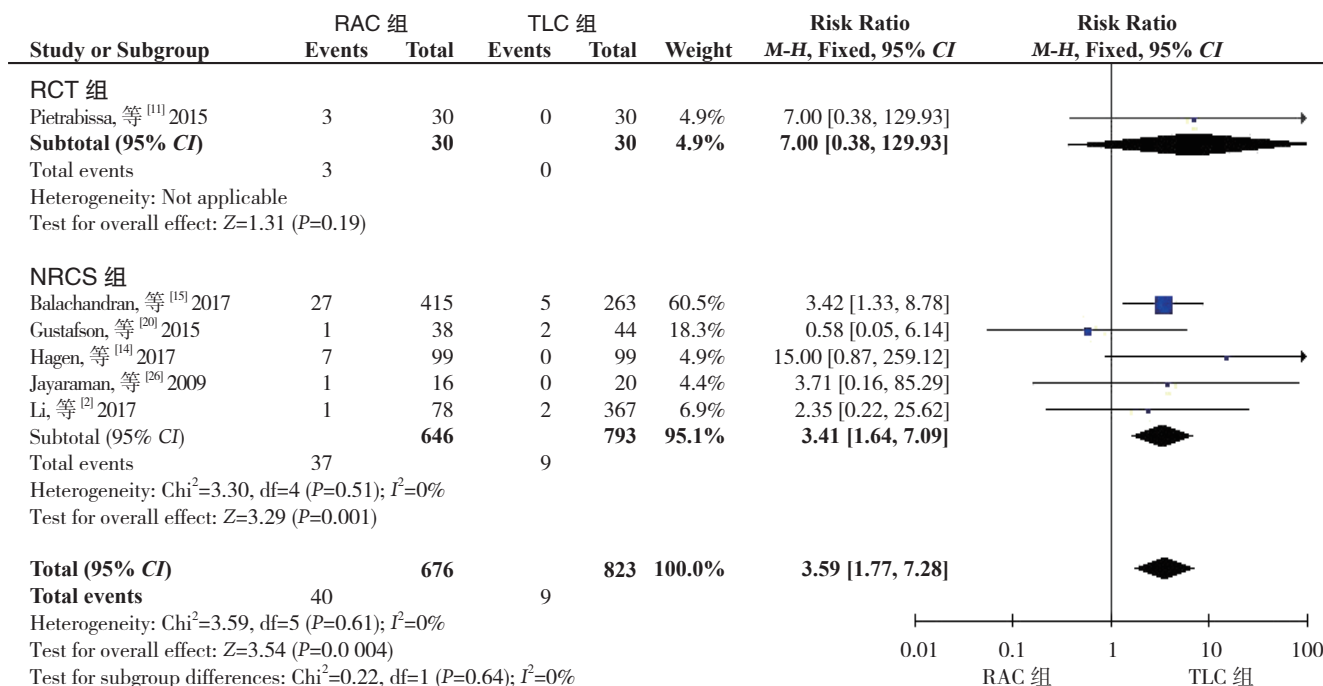 RAC 组 TLC 组 Risk Ratio Risk Ratio
Study or Subgroup Events Total Events Total Weight M-H, Fixed, 95% CI M-H, Fixed, 95% CI
RCT 组
Pietrabissa, 等 [11] 2015 3 30 0 30 4.9% 7.00 [0.38, 129.93]
Subtotal (95% CI) 30 30 4.9% 7.00 [0.38, 129.93]
Total events 3 0
Heterogeneity: Not applicable
Test for overall effect: Z=1.31 (P=0.19)
NRCS 组
Balachandran, 等 [15] 2017 27 415 5 263 60.5% 3.42 [1.33, 8.78]
Gustafson, 等 [20] 2015 1 38 2 44 18.3% 0.58 [0.05, 6.14]
Hagen, 等 [14] 2017 7 99 0 99 4.9% 15.00 [0.87, 259.12]
Jayaraman, 等 [26] 2009 1 16 0 20 4.4% 3.71 [0.16, 85.29]
Li, 等 [2] 2017 1 78 2 367 6.9% 2.35 [0.22, 25.62]
Subtotal (95% CI) 646 793 95.1% 3.41 [1.64, 7.09]
Total events 37 9
Heterogeneity: Chi²=3.30, df=4 (P=0.51); I²=0%
Test for overall effect: Z=3.29 (P=0.001)
Total (95% CI) 676 823 100.0% 3.59 [1.77, 7.28]
Total events 40 9
Heterogeneity: Chi²=3.59, df=5 (P=0.61); I²=0%
Test for overall effect: Z=3.54 (P=0.0 004)
Test for subgroup differences: Chi²=0.22, df=1 (P=0.64); I²=0%
0.01 0.1 1 10 100
RAC 组 TLC 组